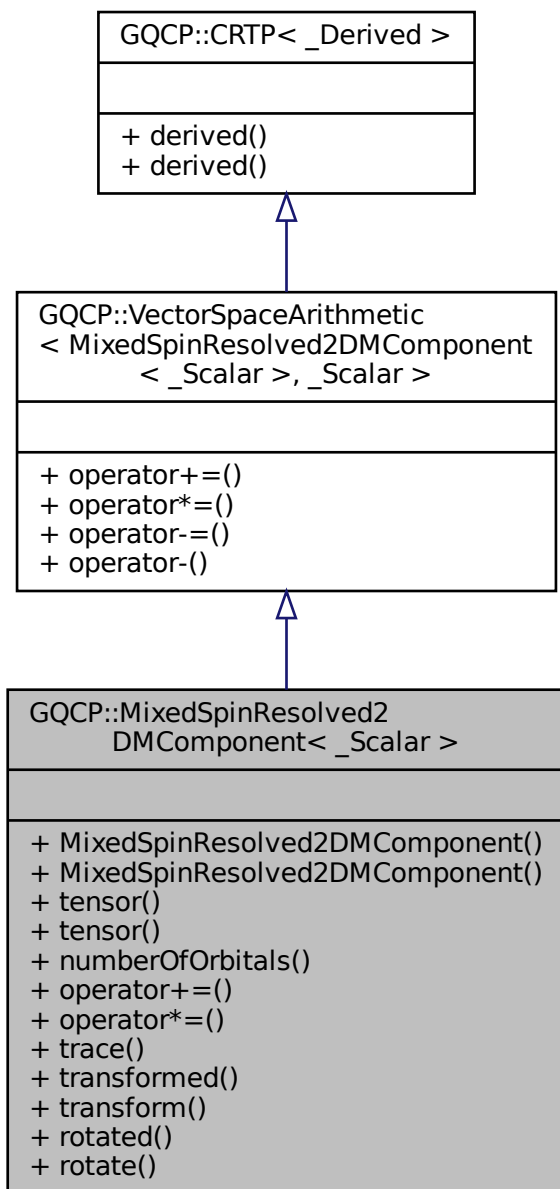 GQCP::CRTP< _Derived >
+ derived()
+ derived()
GQCP::VectorSpaceArithmetic
< MixedSpinResolved2DMComponent
< _Scalar >, _Scalar >
+ operator+=()
+ operator*=()
+ operator-=()
+ operator-()
GQCP::MixedSpinResolved2
DMComponent< _Scalar >
+ MixedSpinResolved2DMComponent()
+ MixedSpinResolved2DMComponent()
+ tensor()
+ tensor()
+ numberOfOrbitals()
+ operator+=()
+ operator*=()
+ trace()
+ transformed()
+ transform()
+ rotated()
+ rotate()